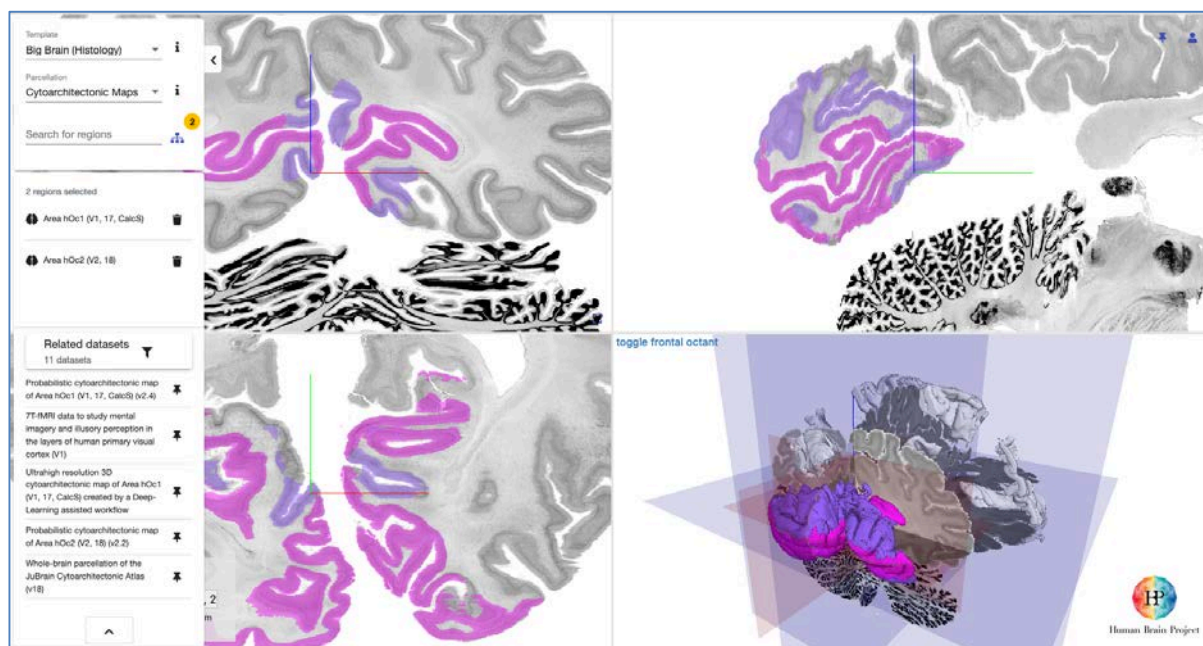 Template
Big Brain (Histology)
i
Parcellation
Cytoarchitectonic Maps
i
Search for regions
2
2 regions selected
Area hOc1 (V1, 17, CalcS)
Area hOc2 (V2, 18)
Related datasets
11 datasets
Probabilistic cytoarchitectonic map
of Area hOc1 (V1, 17, CalcS) (v2.4)
7T-fMRI data to study mental
imagery and illusory perception in
the layers of human primary visual
cortex (V1)
Ultrahigh resolution 3D
cytoarchitectonic map of Area hOc1
(V1, 17, CalcS) created by a Deep-
Learning assisted workflow
Probabilistic cytoarchitectonic map
of Area hOc2 (V2, 18) (v2.2)
Whole-brain parcellation of the
JuBrain Cytoarchitectonic Atlas
(v18)
, 2
m
toggle frontal octant
HP
Human Brain Project